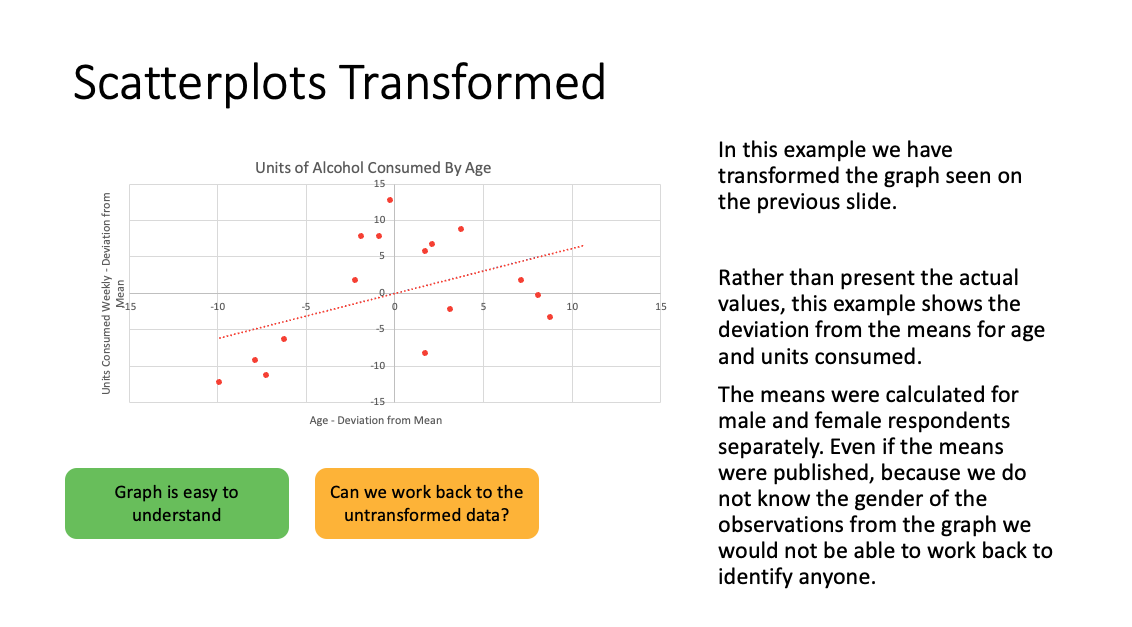 Scatterplots Transformed
Units of Alcohol Consumed By Age
Units Consumed Weekly - Deviation from
Mean
15
10
5
0
-5
-10
-15
-15
-10
-5
0
5
10
15
Age - Deviation from Mean
Graph is easy to
understand
Can we work back to the
untransformed data?
In this example we have
transformed the graph seen on
the previous slide.
Rather than present the actual
values, this example shows the
deviation from the means for age
and units consumed.
The means were calculated for
male and female respondents
separately. Even if the means
were published, because we do
not know the gender of the
observations from the graph we
would not be able to work back to
identify anyone.